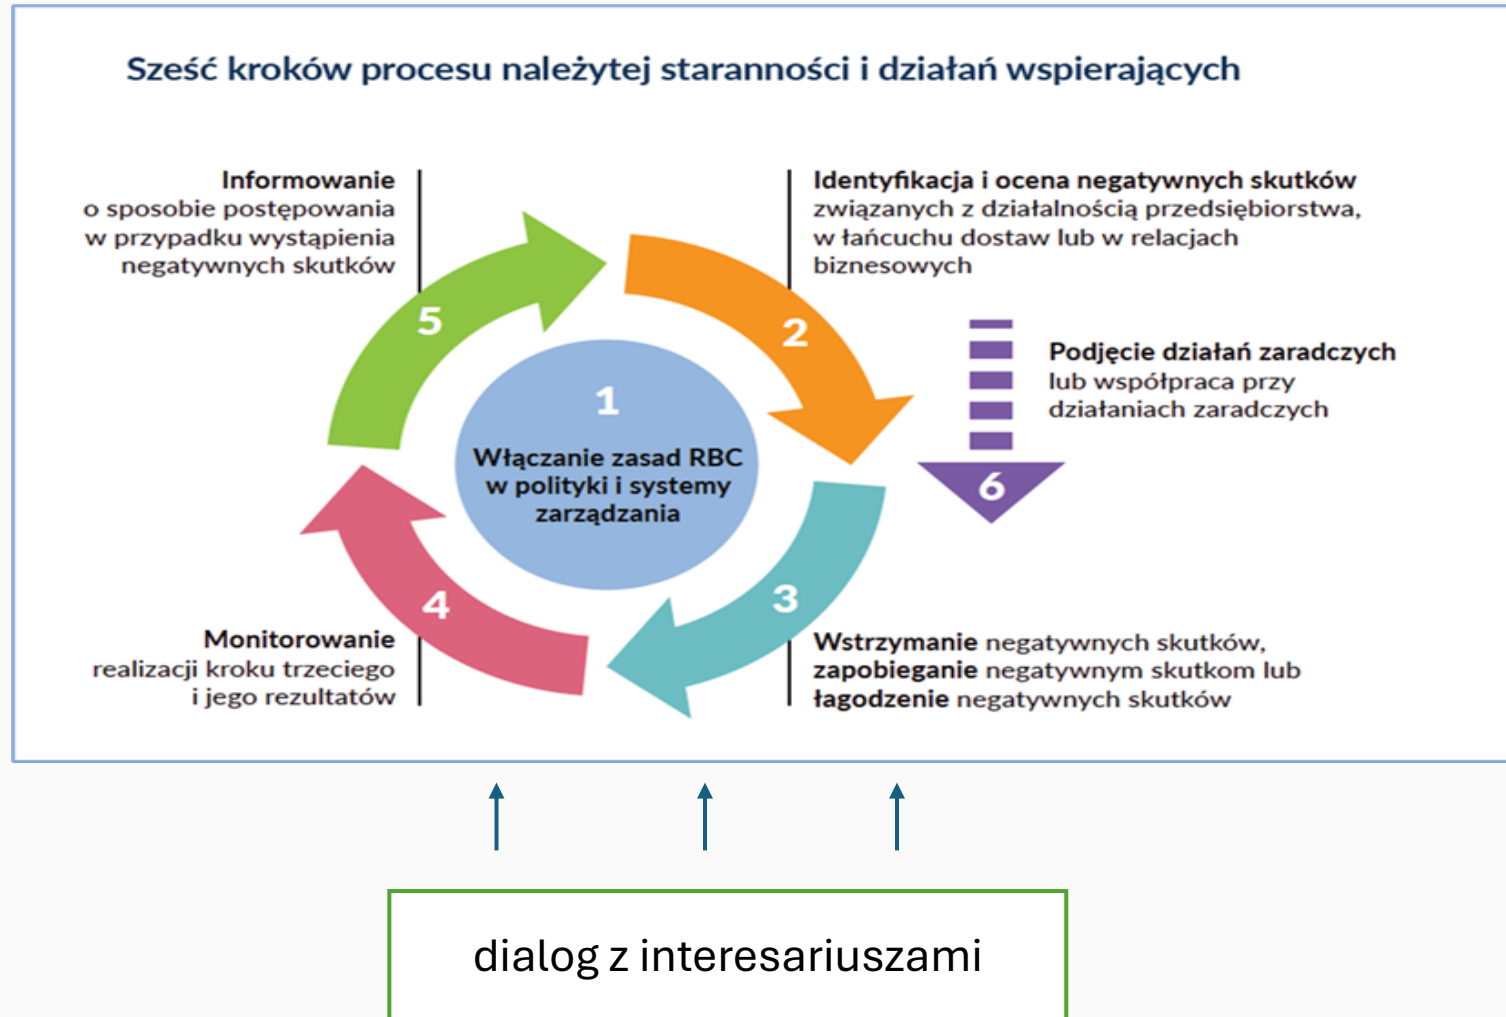 Sześć kroków procesu należytej staranności i działań wspierających
Informowanie
o sposobie postępowania
w przypadku wystąpienia
negatywnych skutków
5
Identyfikacja i ocena negatywnych skutków
związanych z działalnością przedsiębiorstwa,
w łańcuchu dostaw lub w relacjach
biznesowych
2
Podjęcie działań zaradczych
lub współpraca przy
działaniach zaradczych
6
1
Włączanie zasad RBC
w polityki i systemy
zarządzania
4
Monitorowanie
realizacji kroku trzeciego
i jego rezultatów
3
Wstrzymanie negatywnych skutków,
zapobieganie negatywnym skutkom lub
łagodzenie negatywnych skutków
dialog z interesariuszami